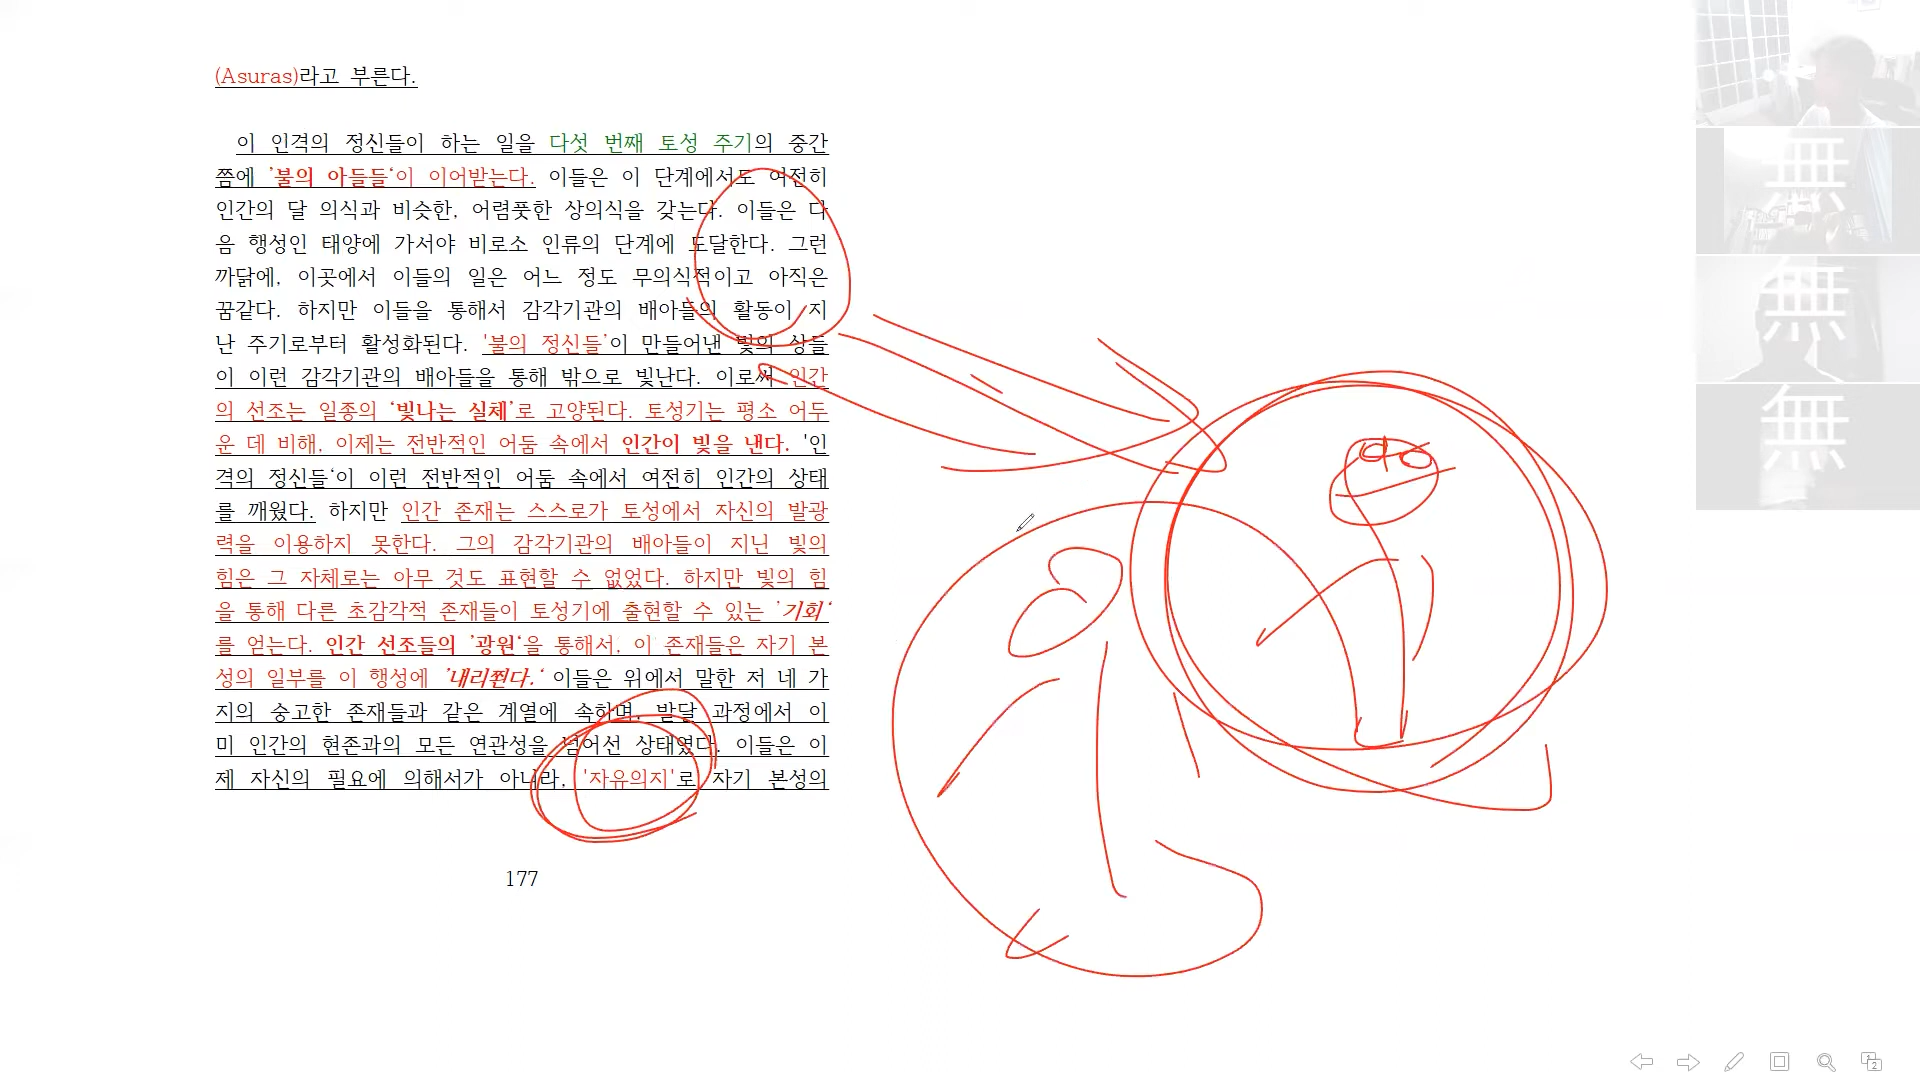 (Asuras)라고 부른다.
이 인격의 정신들이 하는 일을 다섯 번째 토성 주기의 중간
쯤에 '불의 아들들'이 이어받는다. 이들은 이 단계에서도 여전히
인간의 달 의식과 비슷한, 어렴풋한 상의식을 갖는다. 이들은 다
음 행성인 태양에 가서야 비로소 인류의 단계에 도달한다. 그런
까닭에, 이곳에서 이들의 일은 어느 정도 무의식적이고 아직은
꿈같다. 하지만 이들을 통해서 감각기관의 배아들의 활동이 지
난 주기로부터 활성화된다. '불의 정신들'이 만들어낸 빛의 상들
이 이런 감각기관의 배아들을 통해 밖으로 빛난다. 이로써 인간
의 선조는 일종의 '빛나는 실체'로 고양된다. 토성기는 평소 어두
운 데 비해, 이제는 전반적인 어둠 속에서 인간이 빛을 낸다. '인
격의 정신들'이 이런 전반적인 어둠 속에서 여전히 인간의 상태
를 깨웠다. 하지만 인간 존재는 스스로가 토성에서 자신의 발광
력을 이용하지 못한다. 그의 감각기관의 배아들이 지닌 빛의
힘은 그 자체로는 아무 것도 표현할 수 없었다. 하지만 빛의 힘
을 통해 다른 초감각적 존재들이 토성기에 출현할 수 있는 '기회'
를 얻는다. 인간 선조들의 '광원'을 통해서, 이 존재들은 자기 본
성의 일부를 이 행성에 '내리쬔다.' 이들은 위에서 말한 저 네 가
지의 숭고한 존재들과 같은 계열에 속하며, 발달 과정에서 이
미 인간의 현존과의 모든 연관성을 넘어선 상태였다. 이들은 이
제 자신의 필요에 의해서가 아니라, '자유의지'로 자기 본성의
177
無
無
無